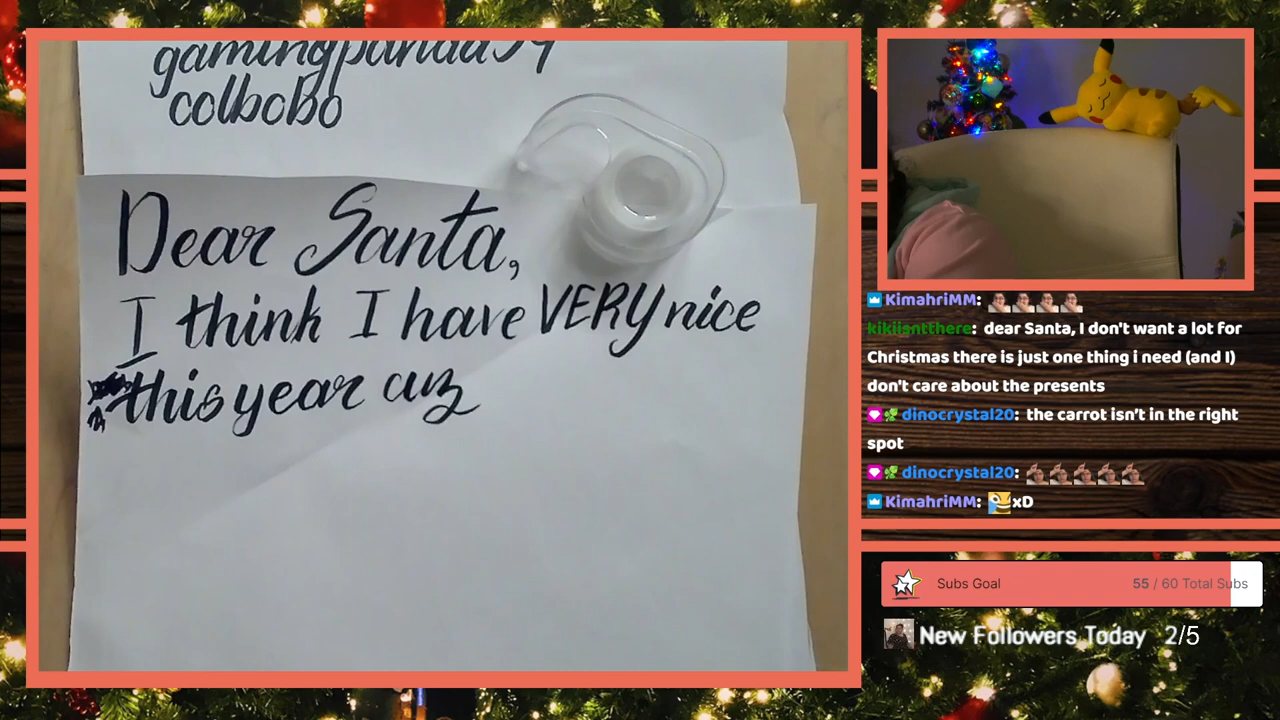 gamingpanda54
colbobo
Dear Santa,
I think I have VERY nice
this year cuz
KimahriMM:
kikiisntthere: dear Santa, I don't want a lot for
Christmas there is just one thing i need (and I)
don't care about the presents
dinocrystal20: the carrot isn’t in the right
spot
dinocrystal20:
KimahriMM: xD
Subs Goal 55 / 60 Total Subs
New Followers Today 2/5